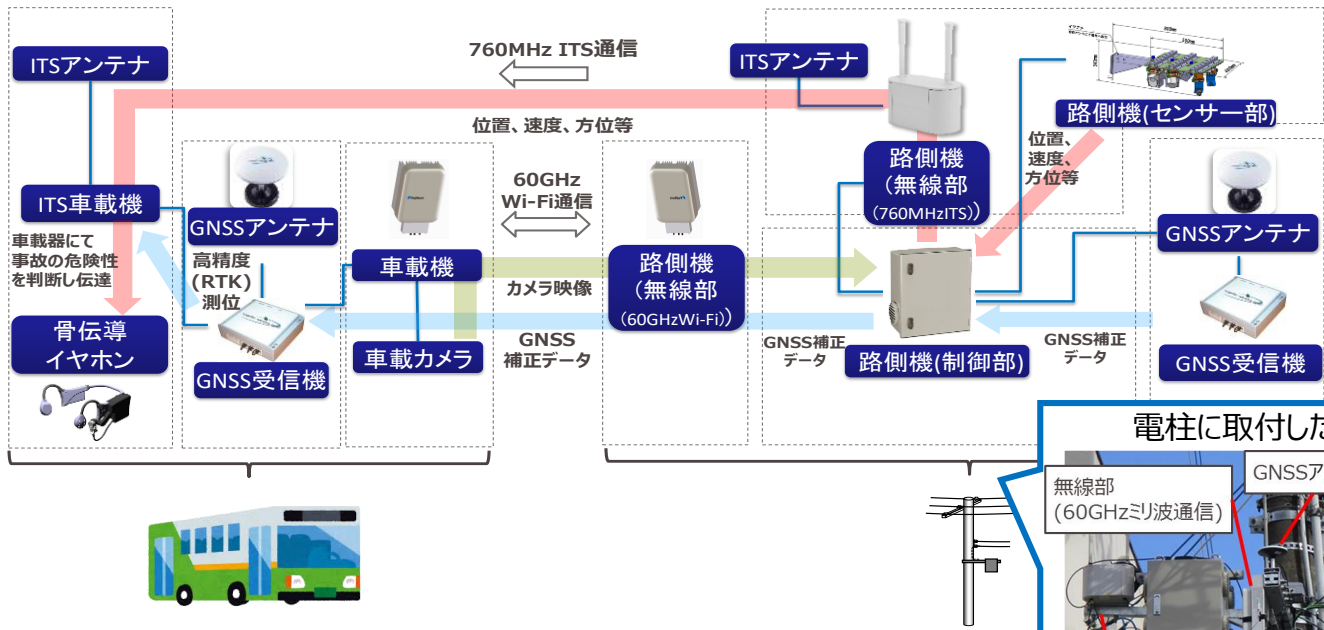 760MHz ITS通信
位置、速度、方位等
ITSアンテナ
ITS車載機
車載器にて
事故の危険性
を判断し伝達
骨伝導
イヤホン
GNSSアンテナ
高精度
(RTK)
測位
GNSS受信機
車載機
車載カメラ
60GHz
Wi-Fi通信
カメラ映像
GNSS
補正データ
路側機
(無線部
(60GHzWi-Fi))
ITSアンテナ
路側機
(無線部
(760MHzITS))
路側機(センサー部)
位置、
速度、
方位等
路側機(制御部)
GNSS補正
データ
GNSS補正
データ
GNSSアンテナ
GNSS受信機
電柱に取付した
無線部
(60GHzミリ波通信)
GNSSア